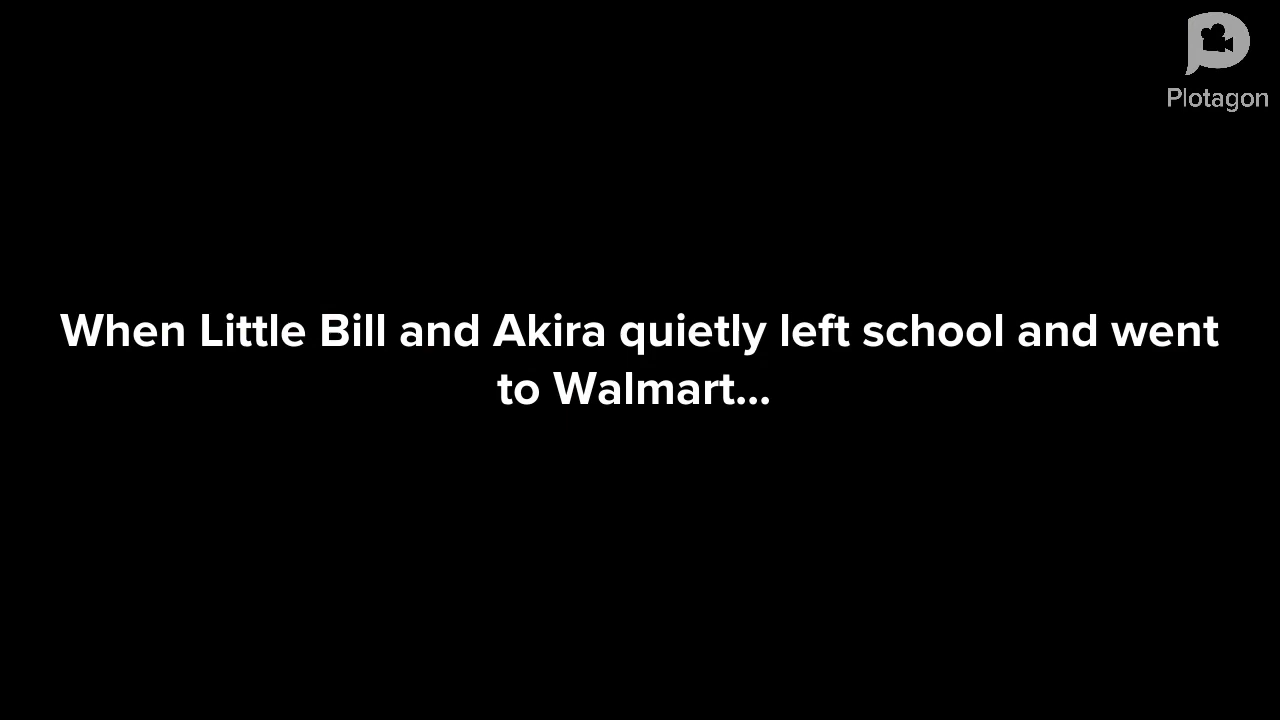 Plotagon
When Little Bill and Akira quietly left school and went
to Walmart...